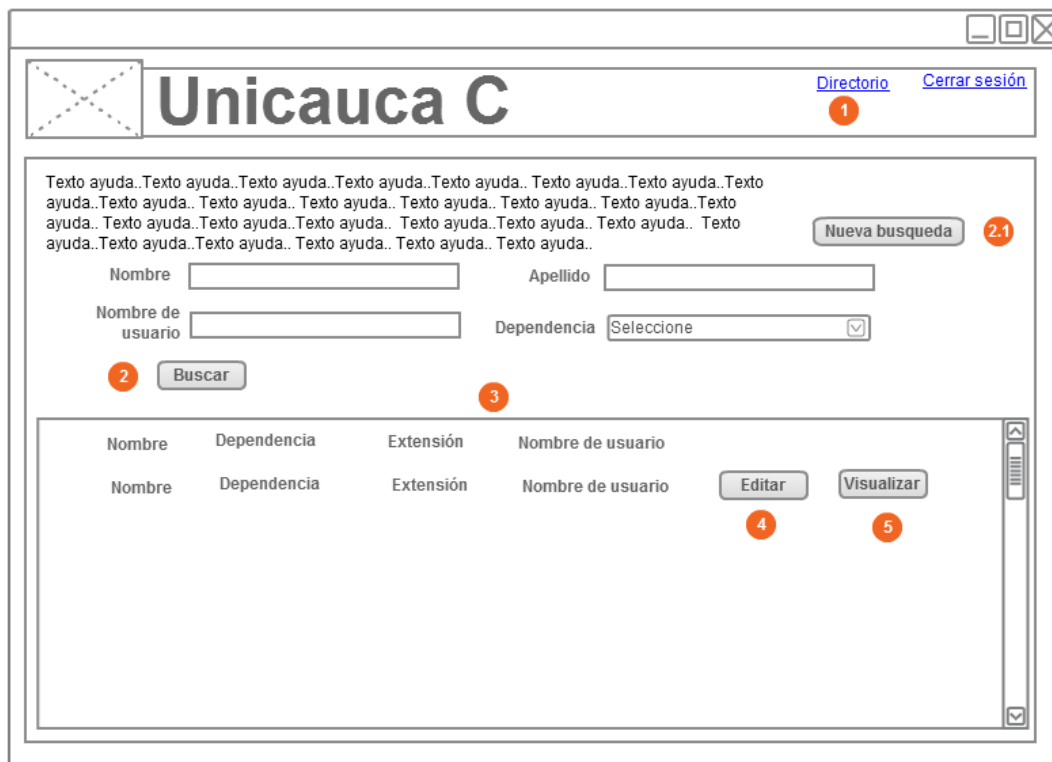 Unicauca C
Directorio
Cerrar sesión
1
Texto ayuda..Texto ayuda..Texto ayuda..Texto ayuda..Texto ayuda.. Texto ayuda..Texto ayuda..Texto
ayuda..Texto ayuda.. Texto ayuda.. Texto ayuda.. Texto ayuda.. Texto ayuda.. Texto ayuda..Texto
ayuda.. Texto ayuda..Texto ayuda..Texto ayuda..  Texto ayuda..Texto ayuda.. Texto ayuda..  Texto
ayuda..Texto ayuda..Texto ayuda.. Texto ayuda.. Texto ayuda.. Texto ayuda..
Nueva busqueda
2.1
Nombre
Apellido
Nombre de
usuario
Dependencia
Seleccione
2
Buscar
3
Nombre Dependencia Extensión Nombre de usuario
Nombre Dependencia Extensión Nombre de usuario Editar Visualizar
4
5